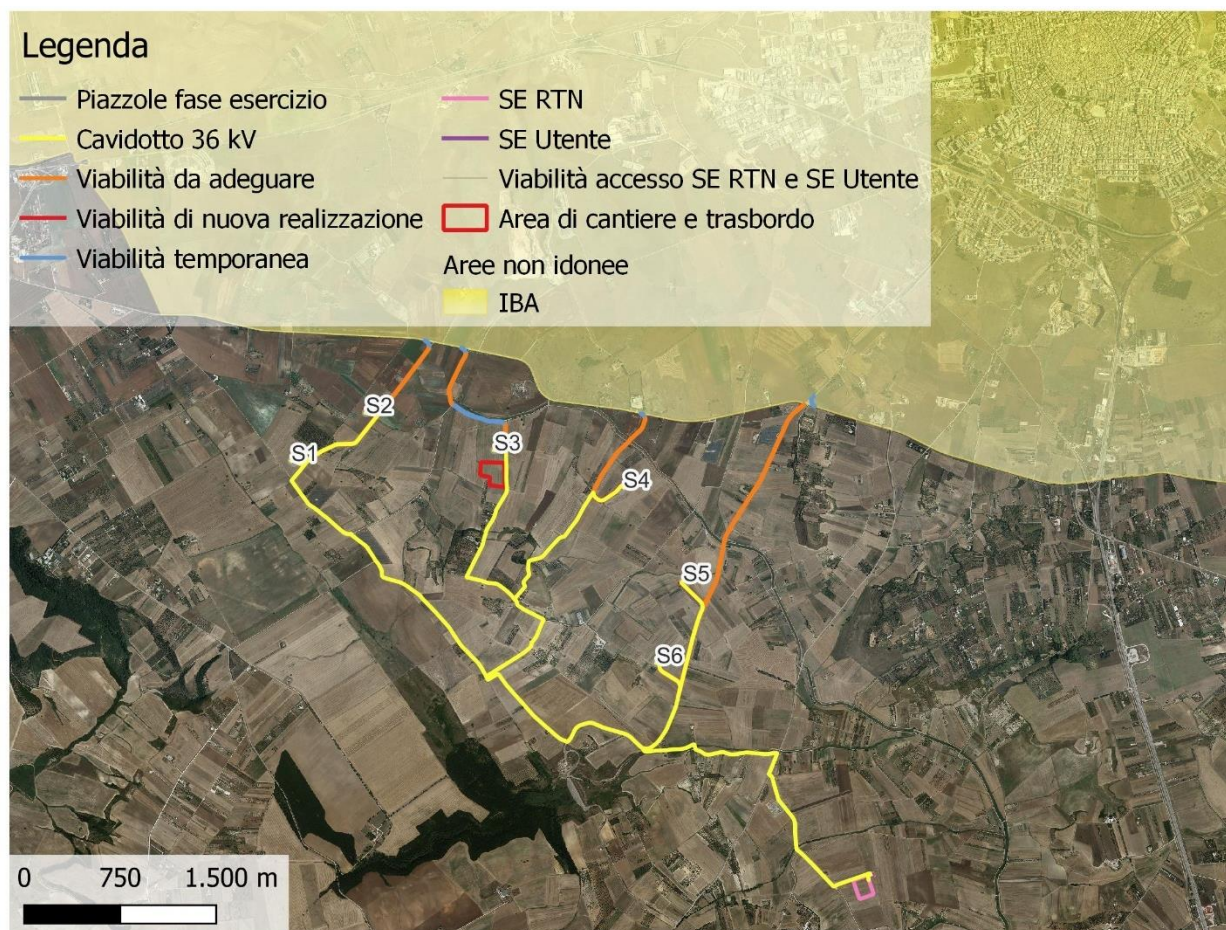 Legenda
Piazzole fase esercizio
Cavidotto 36 kV
Viabilità da adeguare
Viabilità di nuova realizzazione
Viabilità temporanea
SE RTN
SE Utente
Viabilità accesso SE RTN e SE Utente
Area di cantiere e trasbordo
Aree non idonee
IBA
S2
S1
S3
S4
S5
S6
0 750 1.500 m